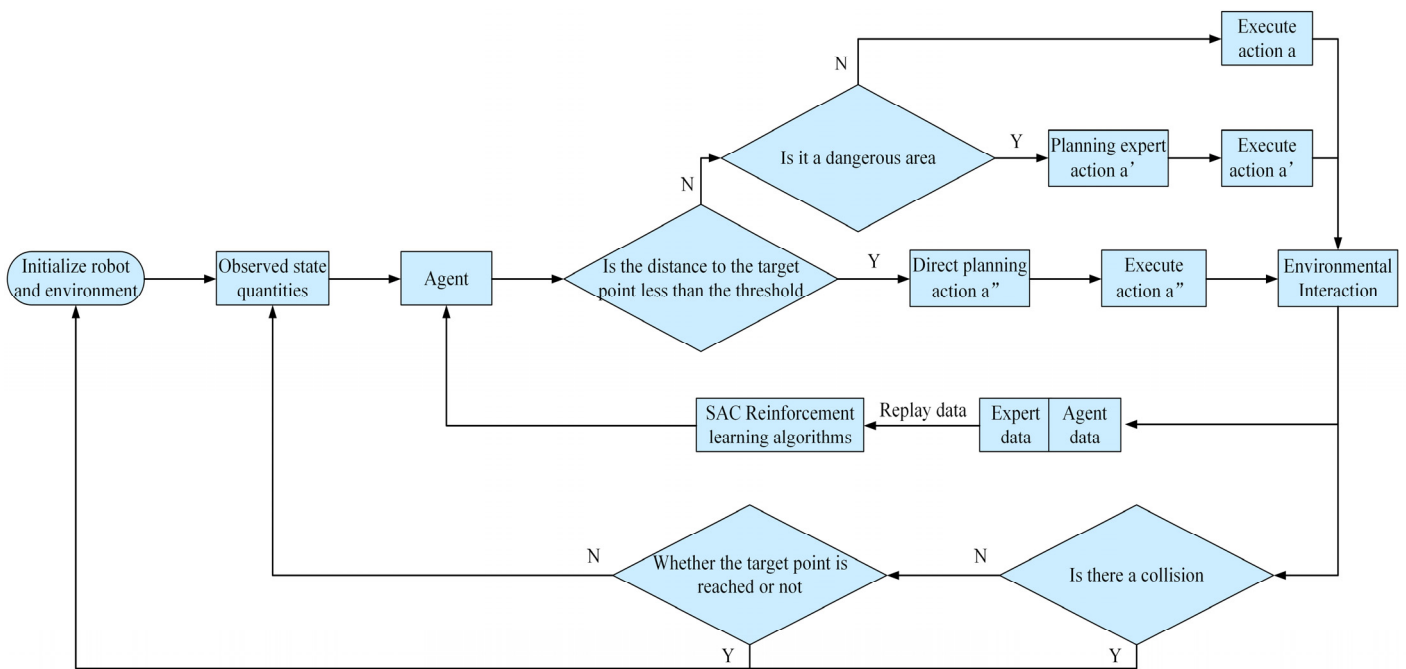 Execute
action a
N
Is it a dangerous area
Y
Planning expert
action a’
Execute
action a’
N
Initialize robot
and environment
Observed state
quantities
Agent
Is the distance to the target
point less than the threshold
Y
Direct planning
action a”
Execute
action a”
Environmental
Interaction
SAC Reinforcement
learning algorithms
Replay data
Expert
data
Agent
data
N
Whether the target point is
reached or not
N
Is there a collision
Y
Y